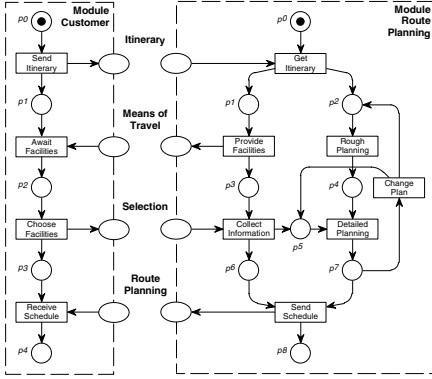 Module
Customer
p0
Send
Itinerary
p1
Await
Facilities
p2
Choose
Facilities
p3
Receive
Schedule
p4
Itinerary
Means of
Travel
Selection
Route
Planning
Module
Route
Planning
p0
Get
Itinerary
p1
p2
Provide
Facilities
Rough
Planning
p3
p4
Change
Plan
Collect
Information
p5
Detailed
Planning
p6
p7
Send
Schedule
p8